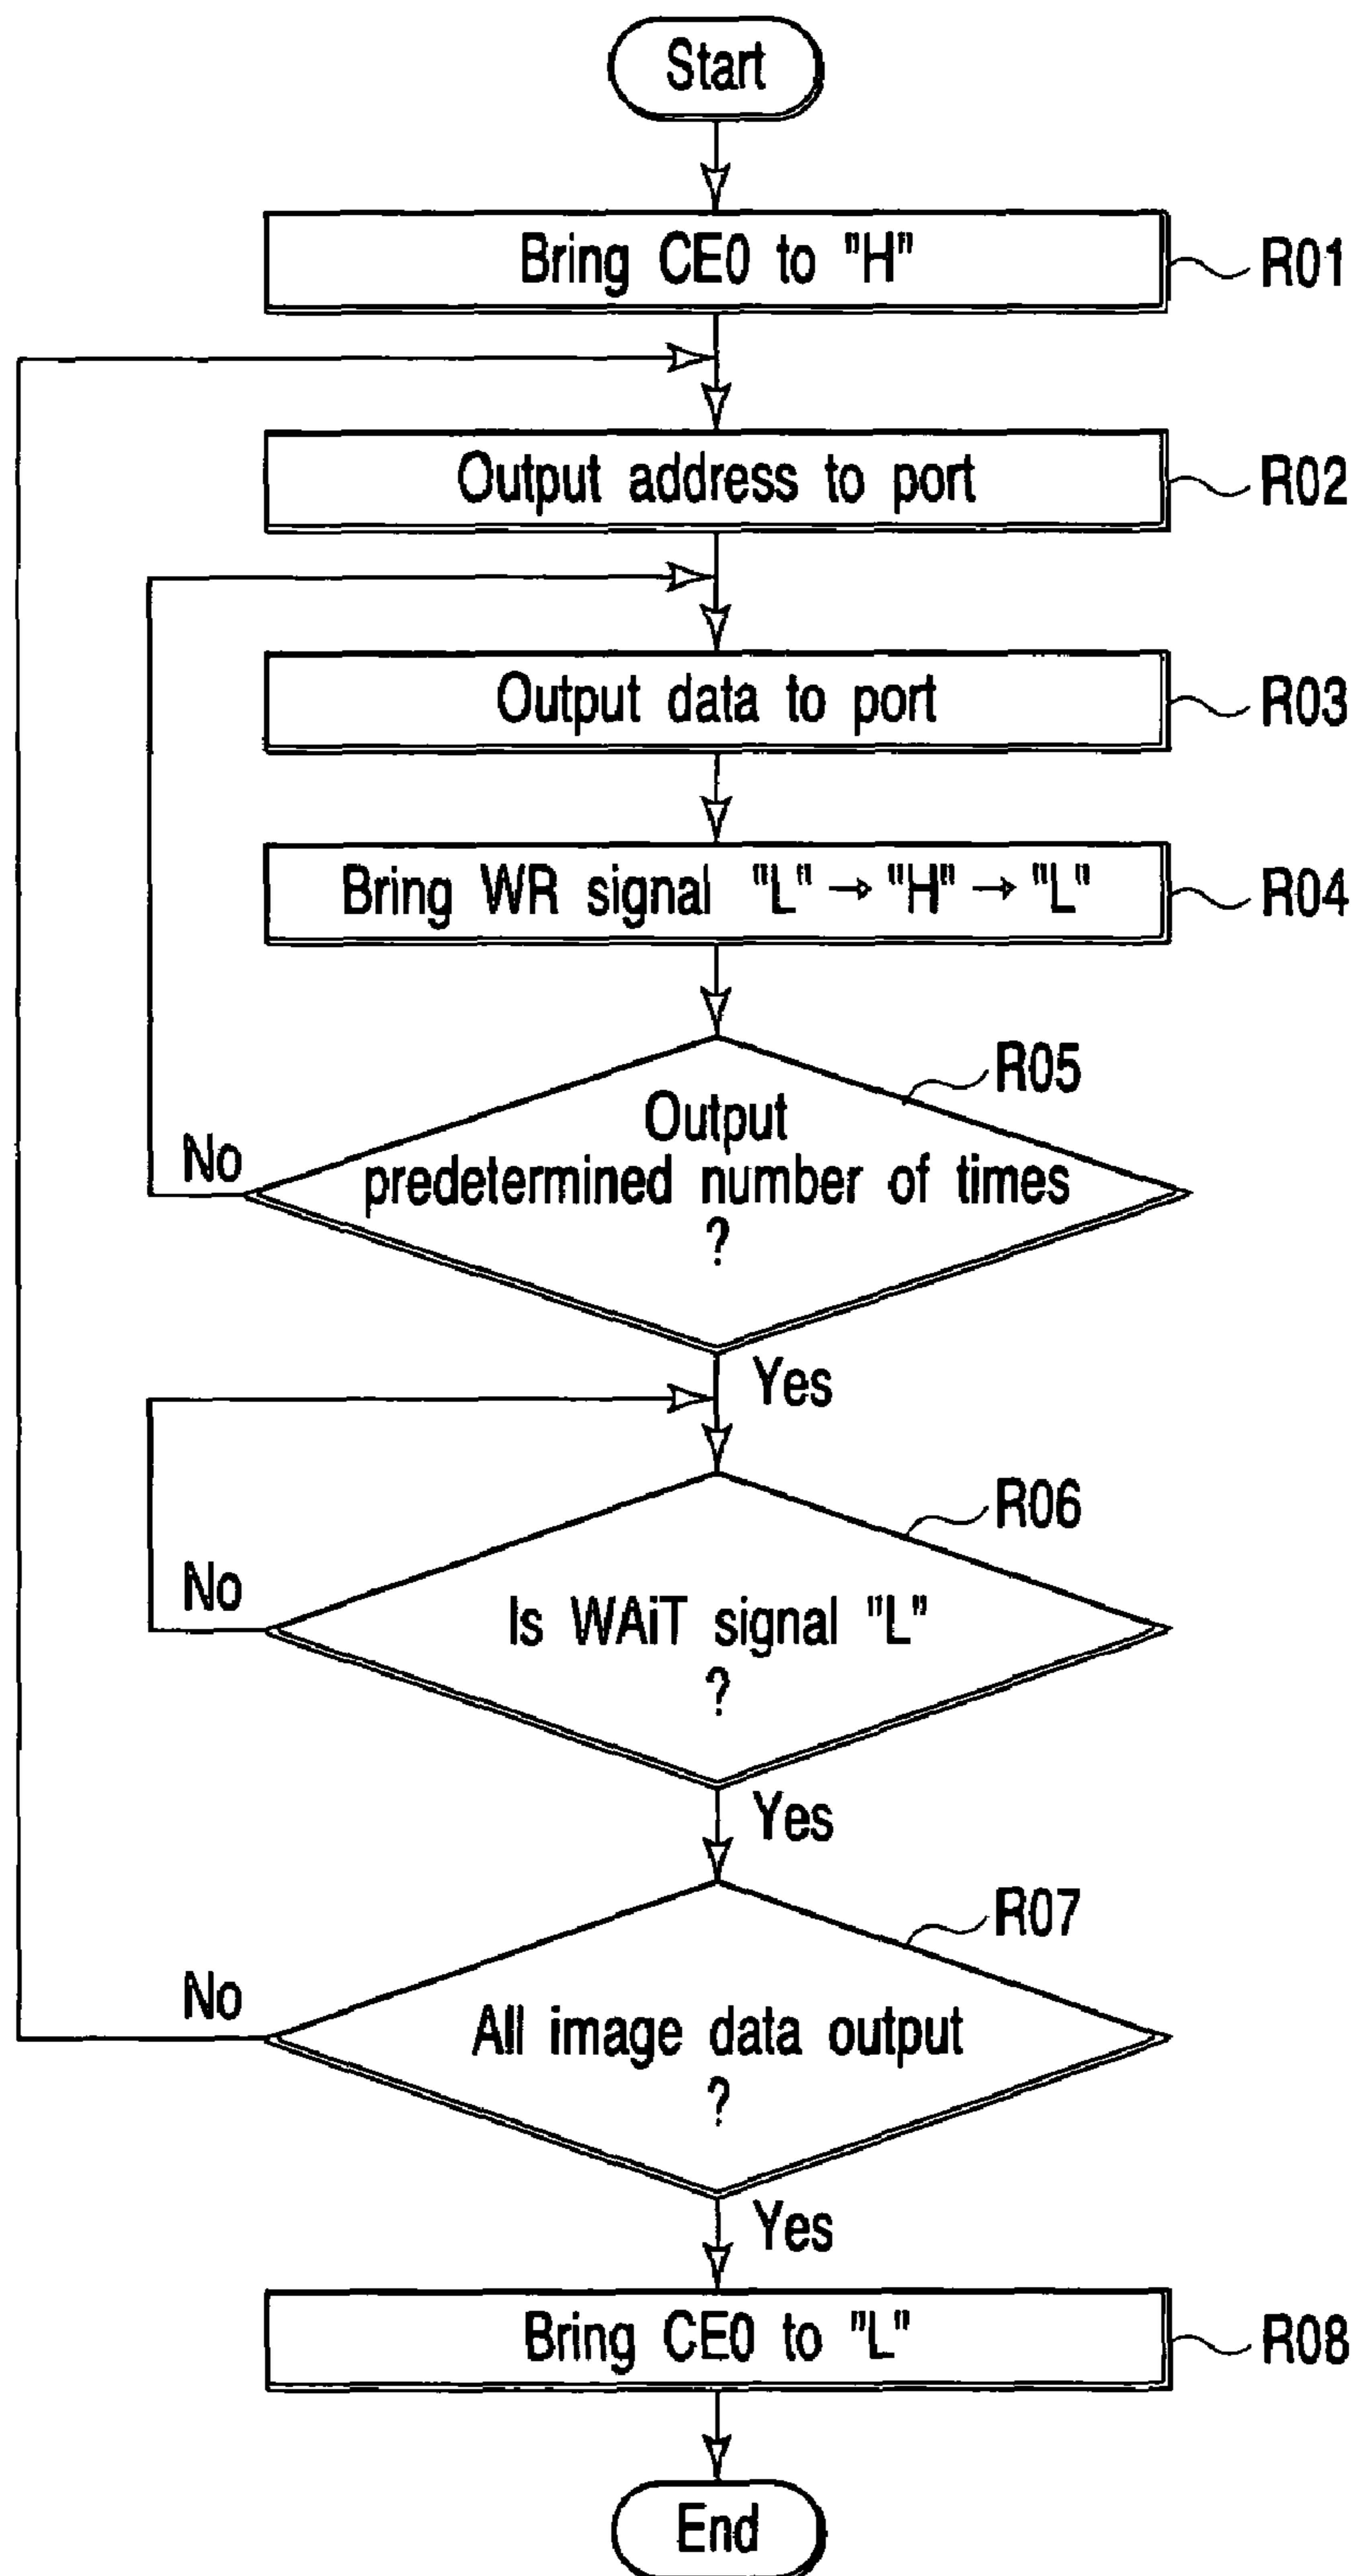 Start
Bring CE0 to "H"
R01
Output address to port
R02
Output data to port
R03
Bring WR signal "L" → "H" → "L"
R04
R05
Output
predetermined number of times
?
No
Yes
R06
Is WAiT signal "L"
?
No
Yes
R07
All image data output
?
No
Yes
Bring CE0 to "L"
R08
End